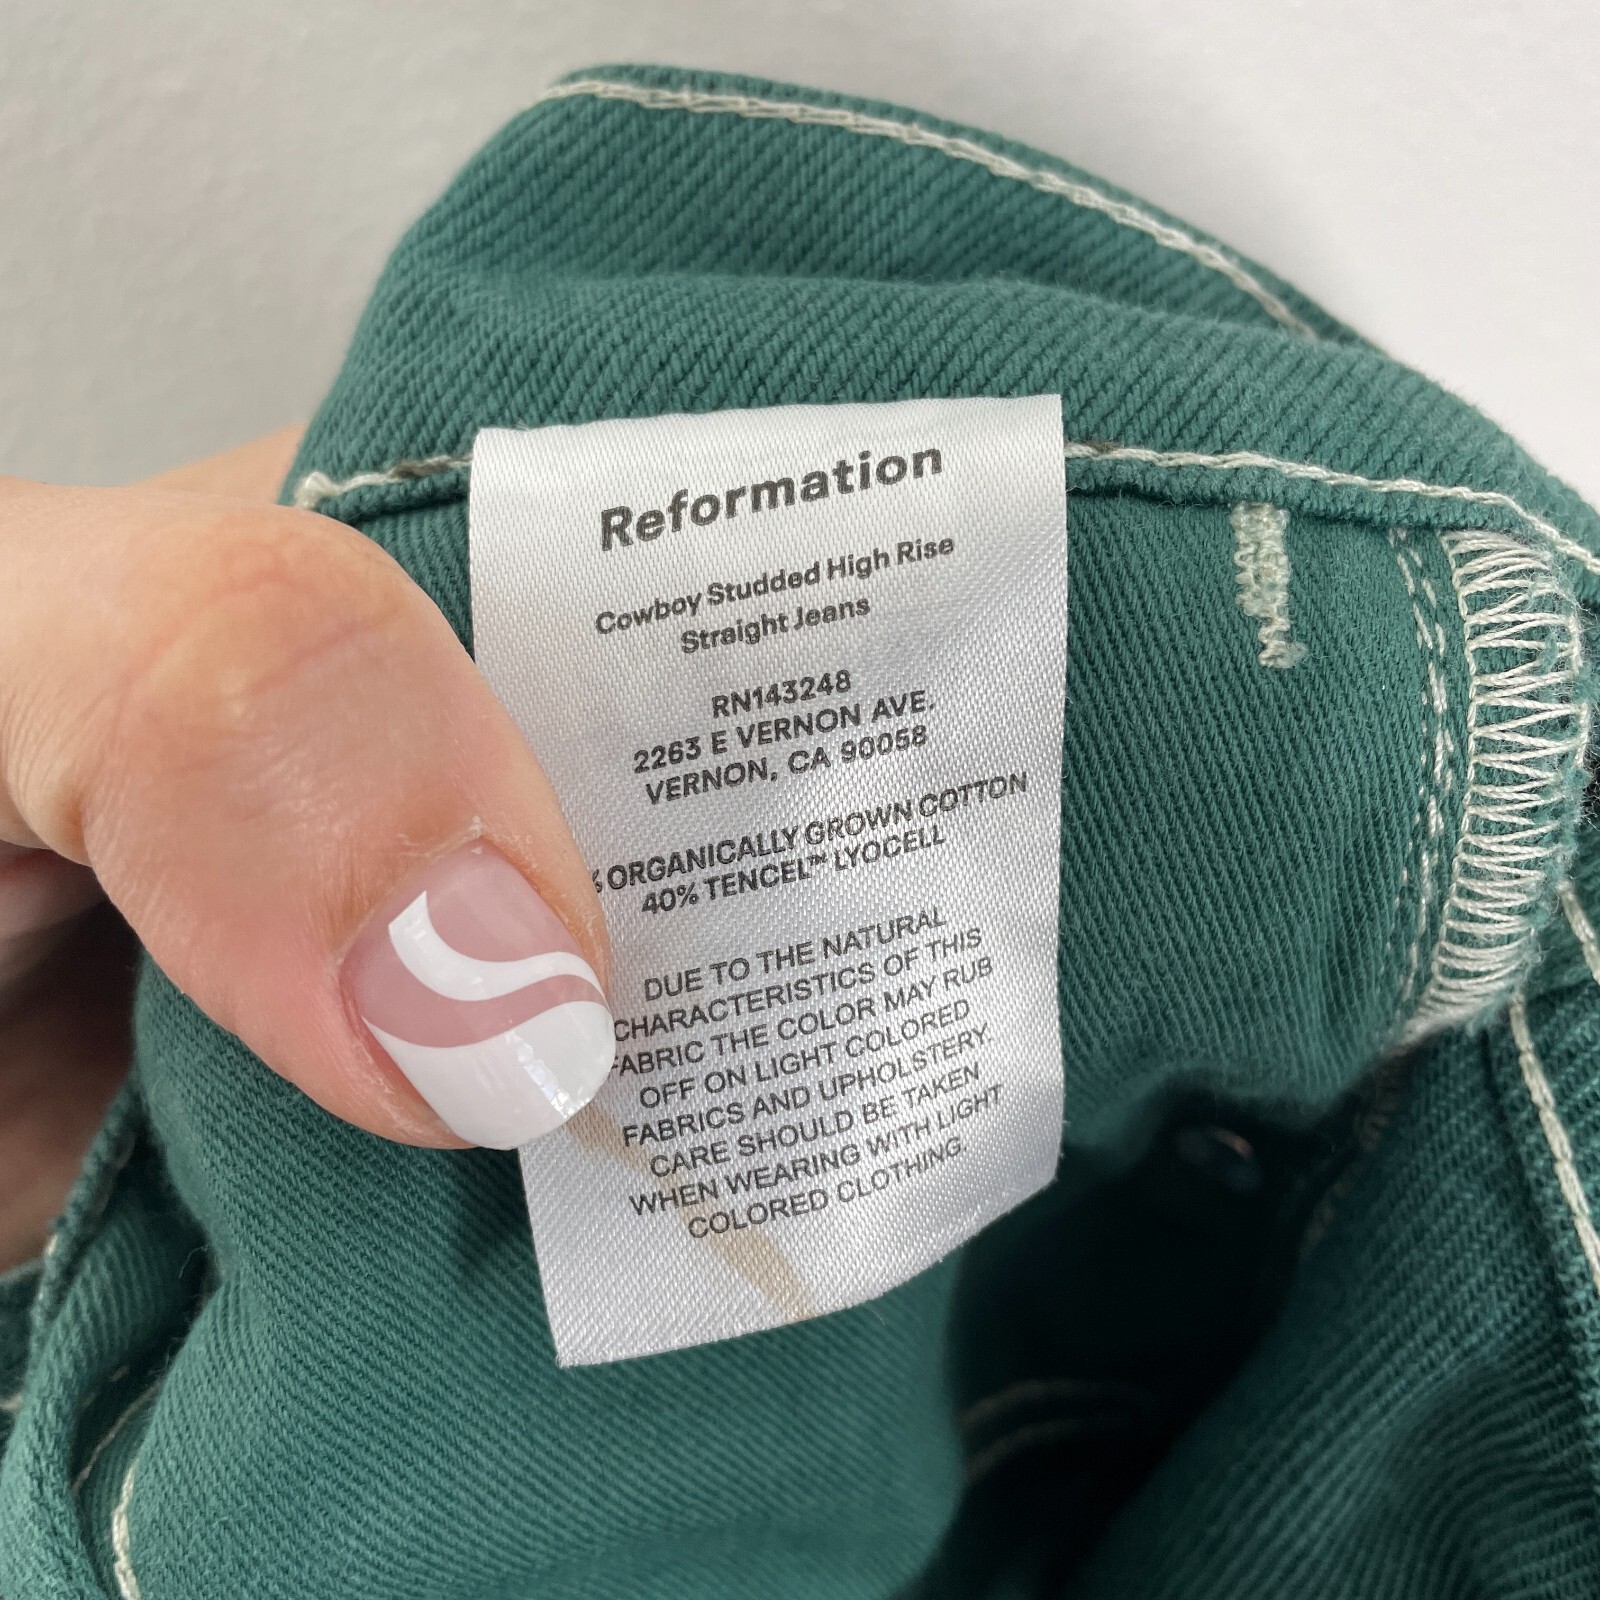 Reformation
Cowboy Studded High Rise
Straight Jeans
RN143248
2263 E VERNON AVE.
VERNON, CA 90058
% ORGANICALLY GROWN COTTON
40% TENCEL™ LYOCELL
DUE TO THE NATURAL
CHARACTERISTICS OF THIS
FABRIC THE COLOR MAY RUB
OFF ON LIGHT COLORED
FABRICS AND UPHOLSTERY.
CARE SHOULD BE TAKEN
WHEN WEARING WITH LIGHT
COLORED CLOTHING.